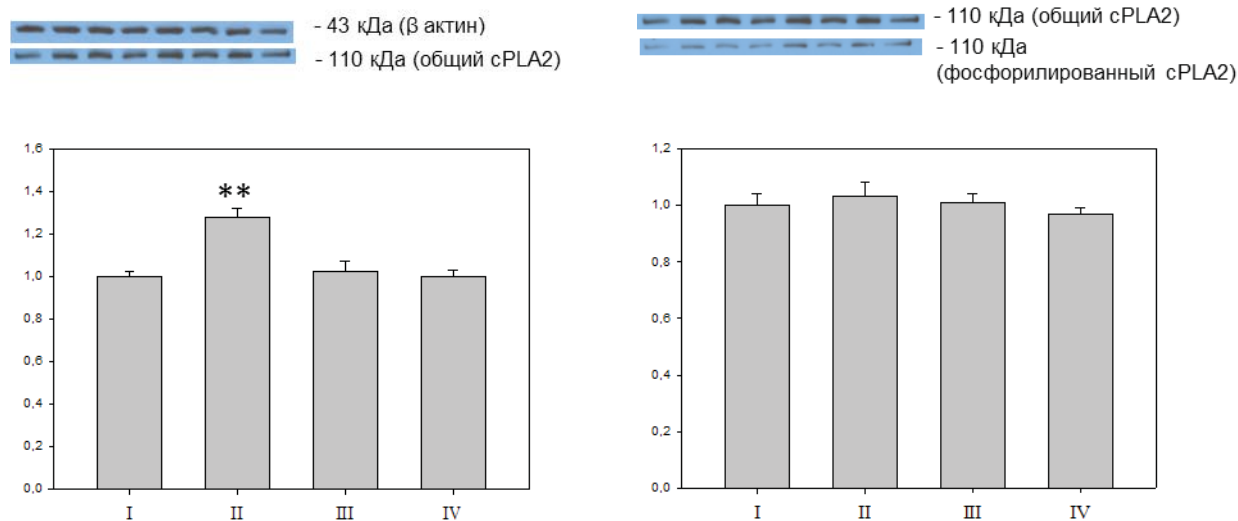 - 43 кДа (β актин)
- 110 кДа (общий cPLA2)
1,6
1,4
1,2
1,0
0,8
0,6
0,4
0,2
0,0
**
I
II
III
IV
- 110 кДа (общий cPLA2)
- 110 кДа
(фосфорилированный cPLA2)
1,2
1,0
0,8
0,6
0,4
0,2
0,0
I
II
III
IV